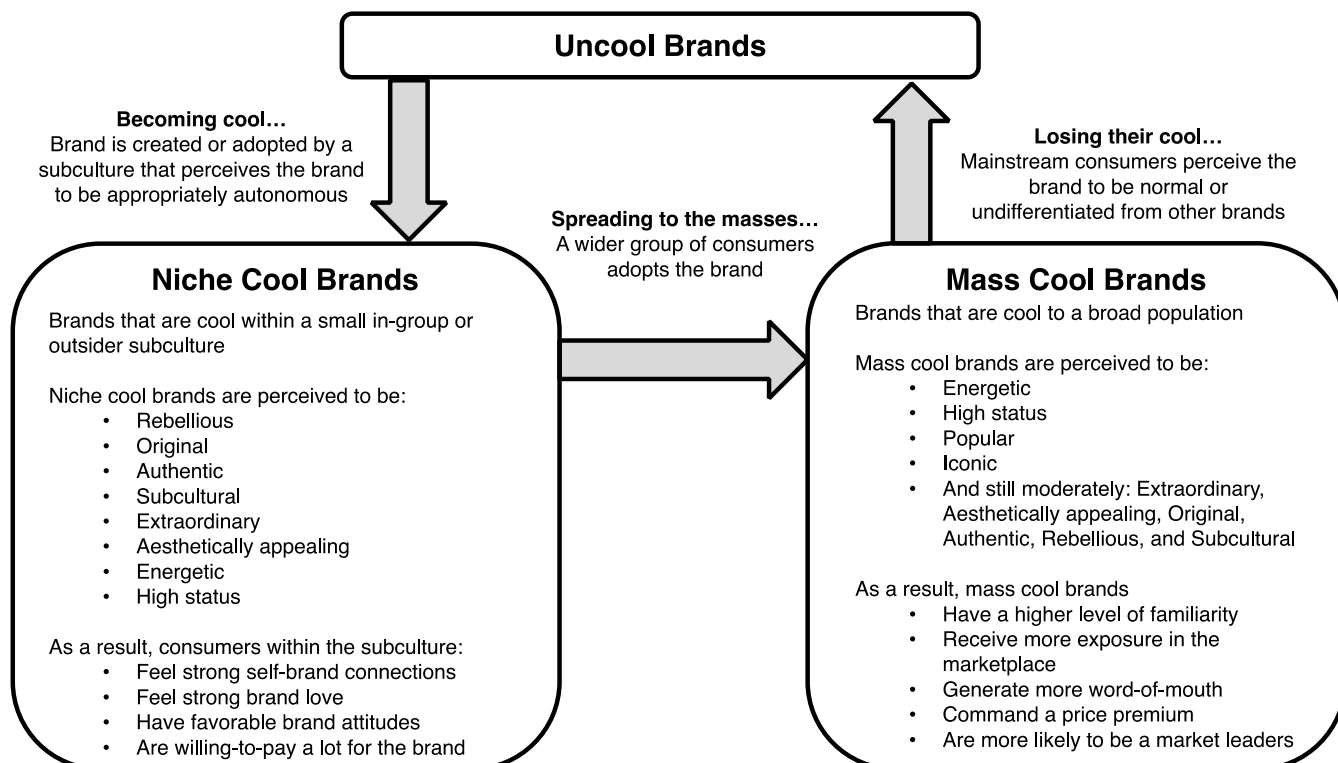 Uncool Brands
Becoming cool…
Brand is created or adopted by a
subculture that perceives the brand
to be appropriately autonomous
Losing their cool…
Mainstream consumers perceive the
brand to be normal or
undifferentiated from other brands
Spreading to the masses…
A wider group of consumers
adopts the brand
Niche Cool Brands
Brands that are cool within a small in-group or
outsider subculture
Niche cool brands are perceived to be:
• Rebellious
• Original
• Authentic
• Subcultural
• Extraordinary
• Aesthetically appealing
• Energetic
• High status
As a result, consumers within the subculture:
• Feel strong self-brand connections
• Feel strong brand love
• Have favorable brand attitudes
• Are willing-to-pay a lot for the brand
Mass Cool Brands
Brands that are cool to a broad population
Mass cool brands are perceived to be:
• Energetic
• High status
• Popular
• Iconic
• And still moderately: Extraordinary,
Aesthetically appealing, Original,
Authentic, Rebellious, and Subcultural
As a result, mass cool brands
• Have a higher level of familiarity
• Receive more exposure in the
marketplace
• Generate more word-of-mouth
• Command a price premium
• Are more likely to be a market leaders